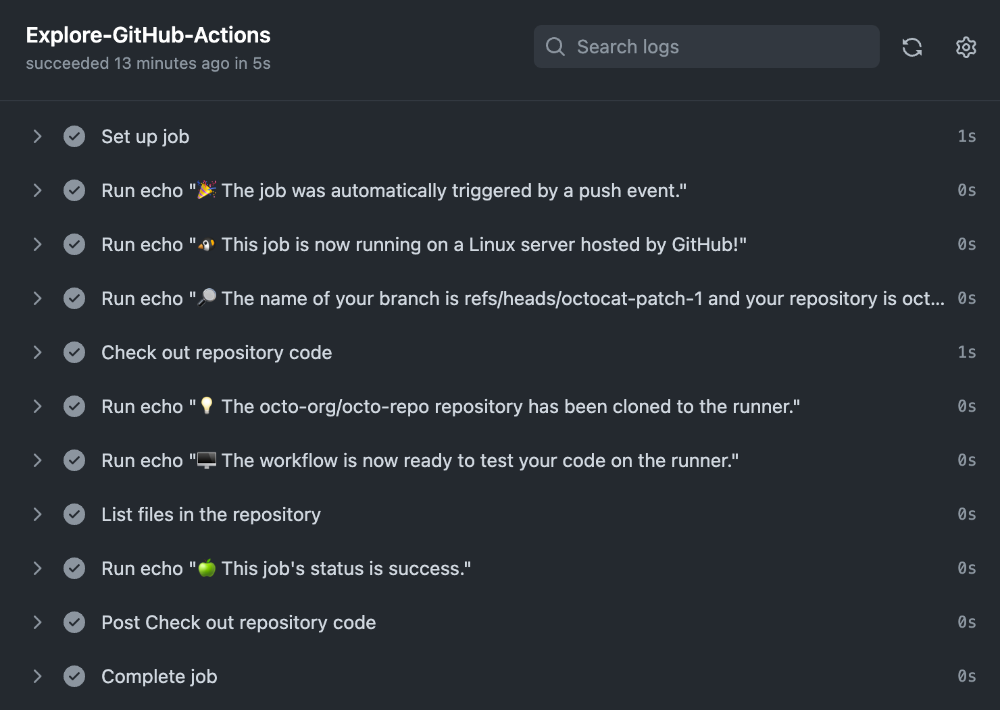 Explore-GitHub-Actions
succeeded 13 minutes ago in 5s
Search logs
Set up job 1s
Run echo "🎉 The job was automatically triggered by a push event." 0s
Run echo "🐧 This job is now running on a Linux server hosted by GitHub!" 0s
Run echo "🔎 The name of your branch is refs/heads/octocat-patch-1 and your repository is oct... 0s
Check out repository code 1s
Run echo "💡 The octo-org/octo-repo repository has been cloned to the runner." 0s
Run echo "🖥️ The workflow is now ready to test your code on the runner." 0s
List files in the repository 0s
Run echo "🍏 This job's status is success." 0s
Post Check out repository code 0s
Complete job 0s